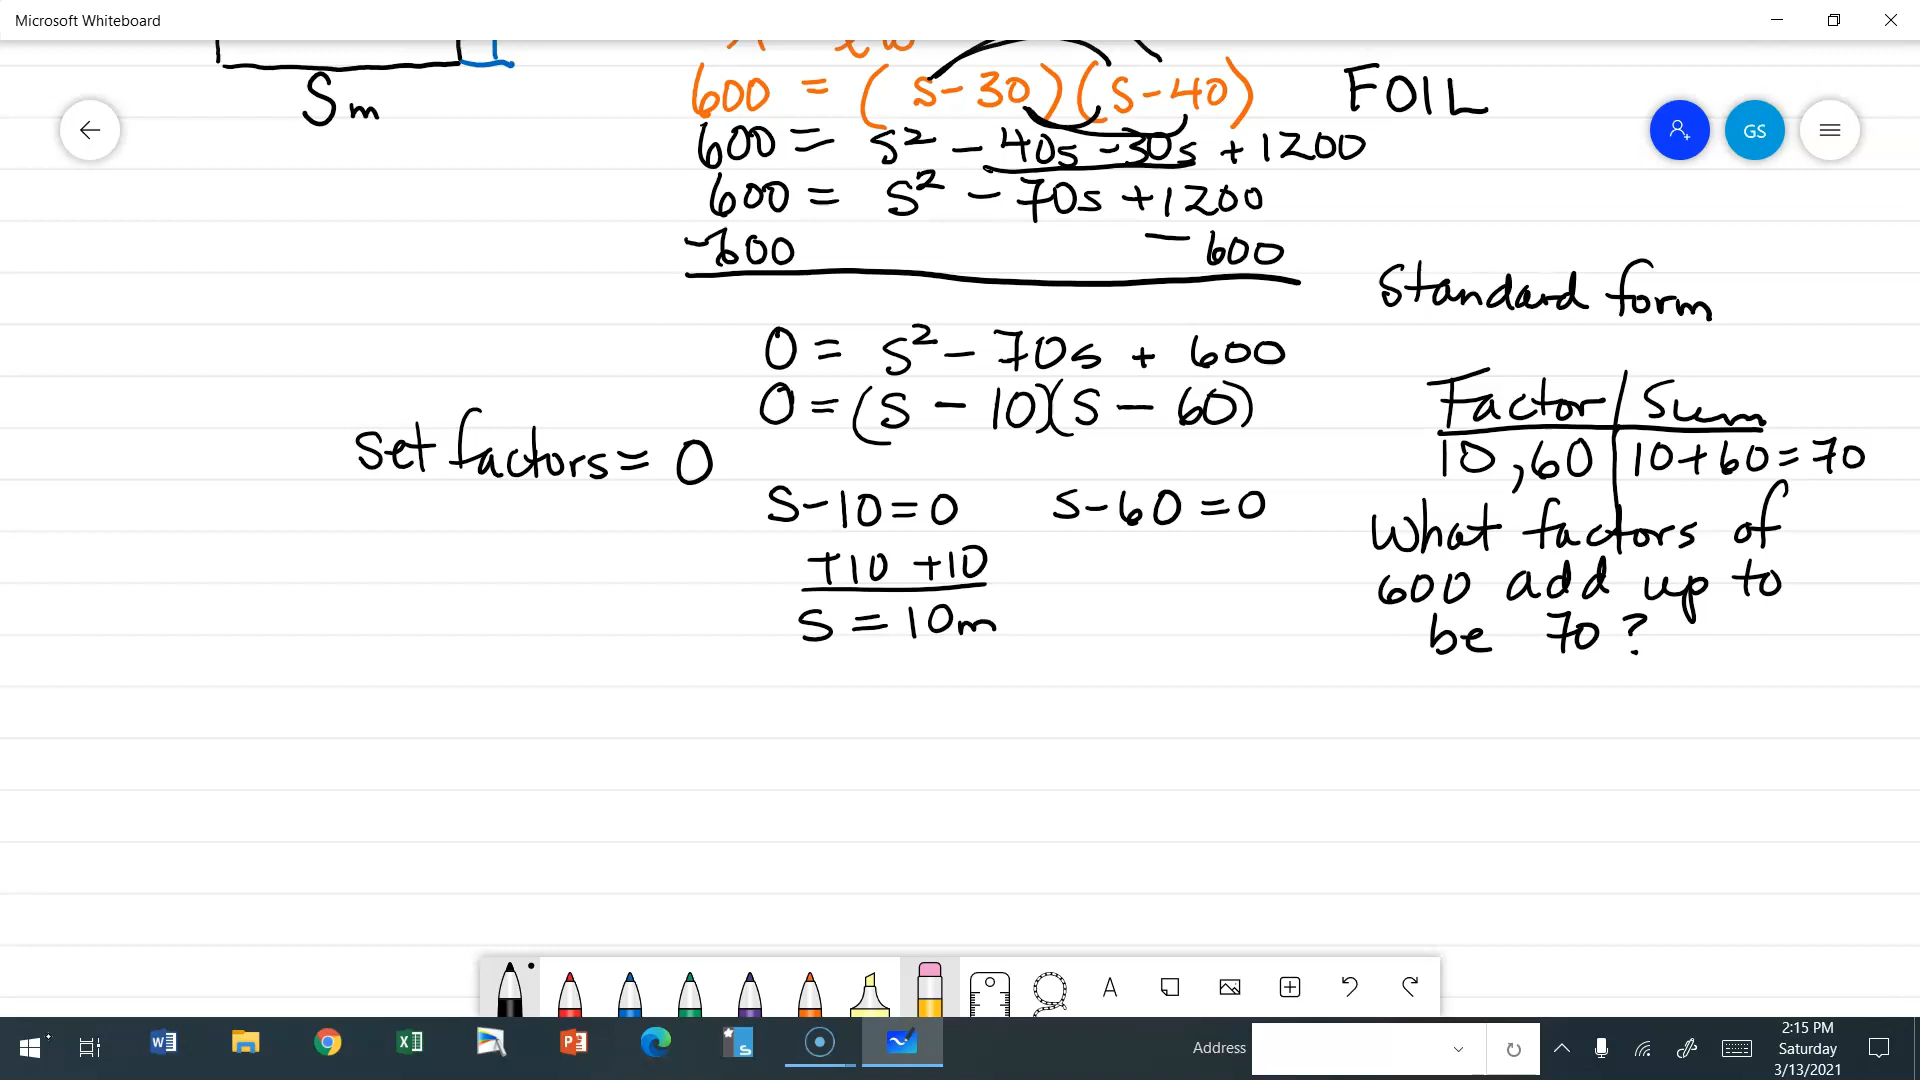 Microsoft Whiteboard
Sm
600 = (s-30)(s-40)
FOIL
GS
600 = s² - 40s - 30s + 1200
600 = s² - 70s + 1200
-600 - 600
Standard form
0 = s² - 70s + 600
0 = (s - 10)(s - 60)
Factor / Sum
10, 60 | 10+60=70
set factors = 0
s-10=0 s-60=0
+10 +10
s = 10m
What factors of
600 add up to
be 70?
A
Address
2:15 PM
Saturday
3/13/2021